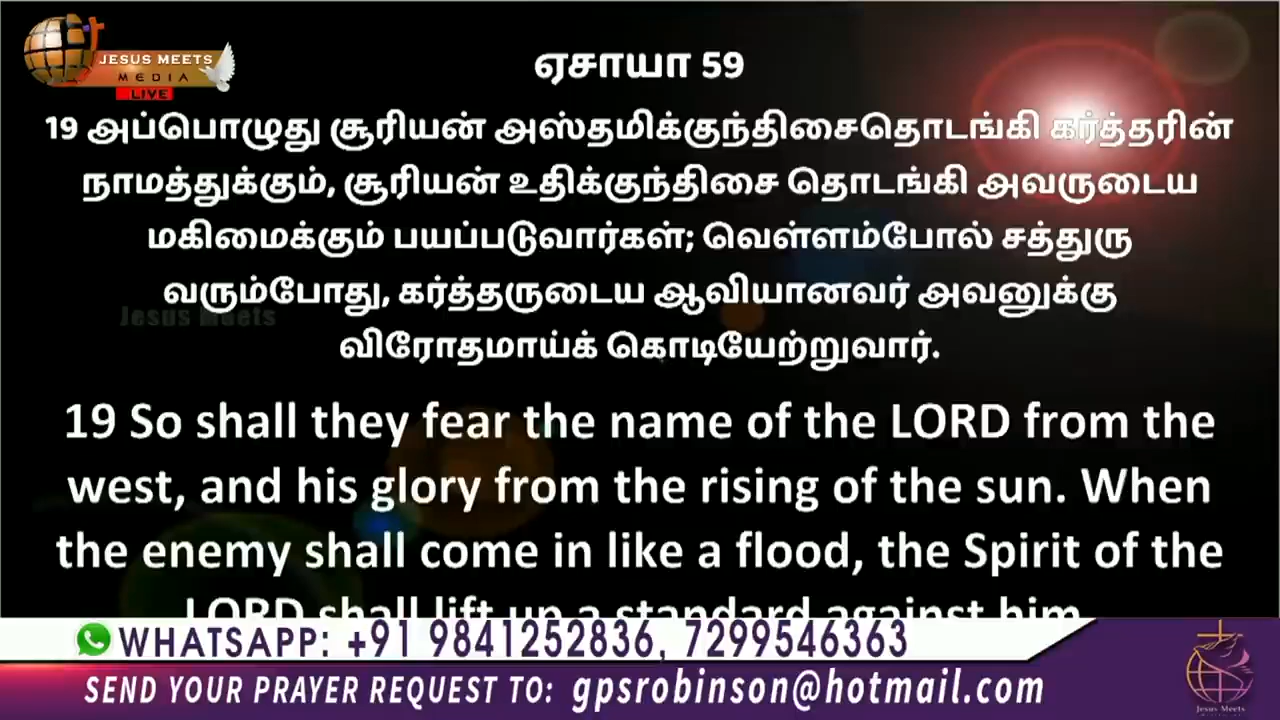 JESUS MEETS
MEDIA
LIVE
ஏசாயா 59
19 அப்பொழுது சூரியன் அஸ்தமிக்குந்திசைதொடங்கி கர்த்தரின்
நாமத்துக்கும், சூரியன் உதிக்குந்திசை தொடங்கி அவருடைய
மகிமைக்கும் பயப்படுவார்கள்; வெள்ளம்போல் சத்துரு
வரும்போது, கர்த்தருடைய ஆவியானவர் அவனுக்கு
Jesus Meets
விரோதமாய்க் கொடியேற்றுவார்.
19 So shall they fear the name of the LORD from the
west, and his glory from the rising of the sun. When
the enemy shall come in like a flood, the Spirit of the
LORD shall lift up a standard against him
WHATSAPP: +91 9841252836, 7299546363
SEND YOUR PRAYER REQUEST TO: gpsrobinson@hotmail.com
Jesus Meets